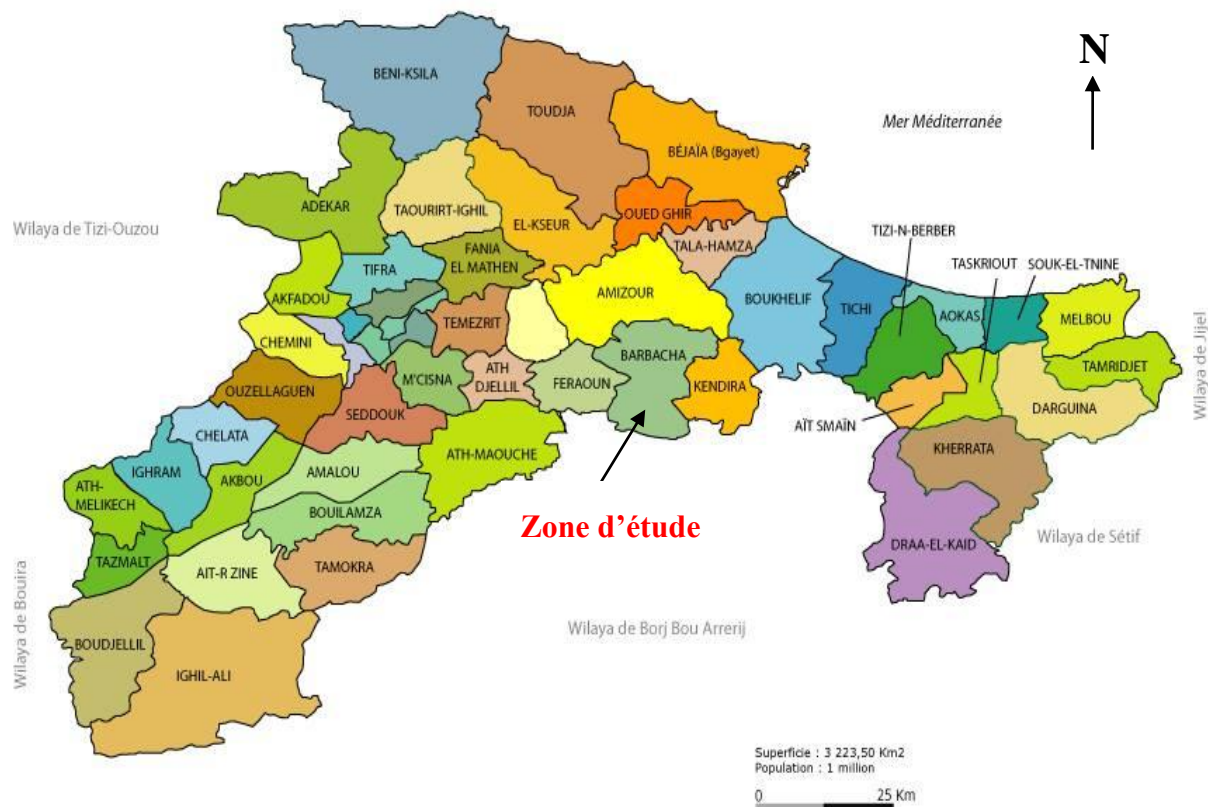 N
BENI-KSILA
TOUDJA
Mer Méditerranée
BÉJAÏA (Bgayet)
ADEKAR
TAOURIRT-IGHIL
EL-KSEUR
OUED GHIR
Wilaya de Tizi-Ouzou
TALA-HAMZA
TIZI-N-BERBER
TASKRIOUT
SOUK-EL-TNINE
TIFRA
FANIA
EL MATHEN
AKFADOU
AMIZOUR
BOUKHELIF
TICHI
AOKAS
MELBOU
Wilaya de Jijel
CHEMINI
TEMEZRIT
BARBACHA
TAMRIDJET
M'CISNA
ATH
DJELLIL
FERAOUN
KENDIRA
OUZELLAGUEN
SEDDOUK
AÏT SMAÏN
DARGUINA
CHELATA
KHERRATA
IGHRAM
AKBOU
AMALOU
ATH-MAOUCHE
ATH-
MELIKECH
BOUILAMZA
Zone d'étude
Wilaya de Sétif
DRAA-EL-KAID
TAZMALT
AIT-R ZINE
TAMOKRA
Wilaya de Bouira
Wilaya de Borj Bou Arrerij
BOUDJELLIL
IGHIL-ALI
Superficie : 3 223,50 Km2
Population : 1 million
0 25 Km